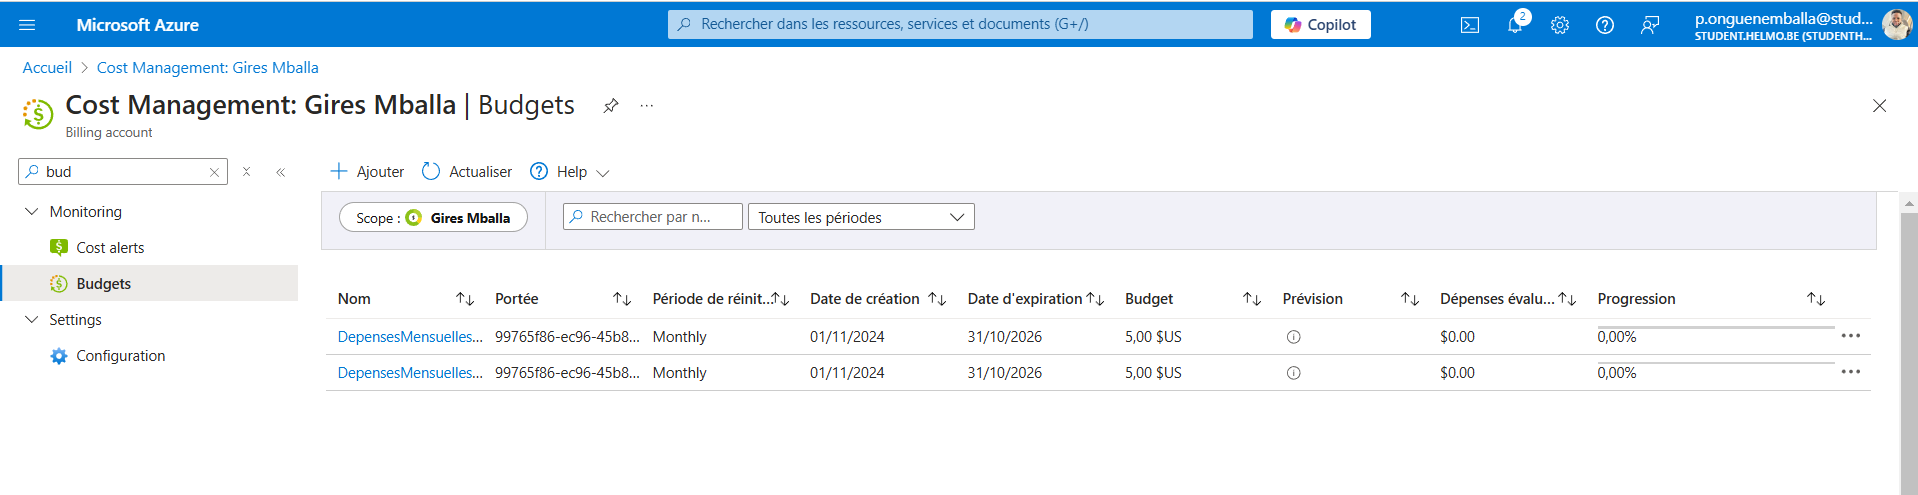 Microsoft Azure
Rechercher dans les ressources, services et documents (G+/)
Copilot
2
p.onguenemballa@stud...
STUDENT.HELMO.BE (STUDENTH...
Accueil > Cost Management: Gires Mballa
Cost Management: Gires Mballa | Budgets ...
Billing account
bud
Monitoring
Cost alerts
Budgets
Settings
Configuration
Ajouter Actualiser Help
Scope : Gires Mballa Rechercher par n... Toutes les périodes
Nom Portée Période de réinit... Date de création Date d'expiration Budget Prévision Dépenses évalu... Progression
DepensesMensuelles... 99765f86-ec96-45b8... Monthly 01/11/2024 31/10/2026 5,00 $US $0.00 0,00%
DepensesMensuelles... 99765f86-ec96-45b8... Monthly 01/11/2024 31/10/2026 5,00 $US $0.00 0,00%